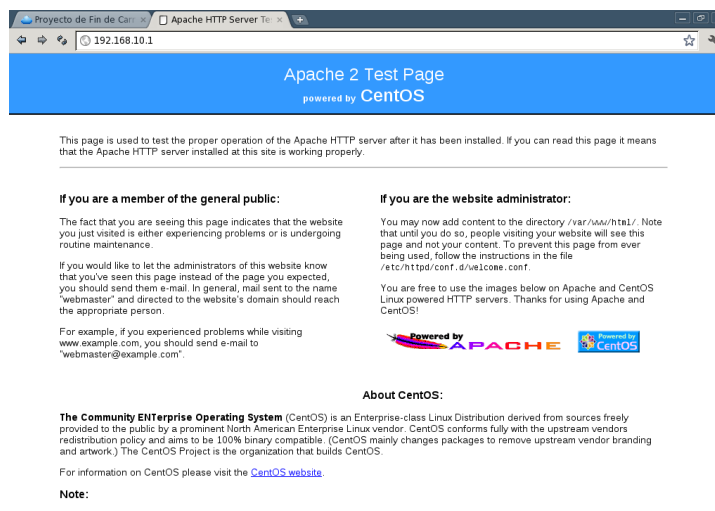 Proyecto de Fin de Carr
Apache HTTP Server Te
192.168.10.1
Apache 2 Test Page
powered by CentOS
This page is used to test the proper operation of the Apache HTTP server after it has been installed. If you can read this page it means
that the Apache HTTP server installed at this site is working properly.
If you are a member of the general public:
The fact that you are seeing this page indicates that the website
you just visited is either experiencing problems or is undergoing
routine maintenance.
If you would like to let the administrators of this website know
that you've seen this page instead of the page you expected,
you should send them e-mail. In general, mail sent to the name
"webmaster" and directed to the website's domain should reach
the appropriate person.
For example, if you experienced problems while visiting
www.example.com, you should send e-mail to
"webmaster@example.com".
If you are the website administrator:
You may now add content to the directory /var/www/html/. Note
that until you do so, people visiting your website will see this
page and not your content. To prevent this page from ever
being used, follow the instructions in the file
/etc/httpd/conf.d/welcome.conf.
You are free to use the images below on Apache and CentOS
Linux powered HTTP servers. Thanks for using Apache and
CentOS!
Powered by
APACHE
Powered by
CentOS
About CentOS:
The Community ENTerprise Operating System (CentOS) is an Enterprise-class Linux Distribution derived from sources freely
provided to the public by a prominent North American Enterprise Linux vendor. CentOS conforms fully with the upstream vendors
redistribution policy and aims to be 100% binary compatible. (CentOS mainly changes packages to remove upstream vendor branding
and artwork.) The CentOS Project is the organization that builds CentOS.
For information on CentOS please visit the CentOS website.
Note: